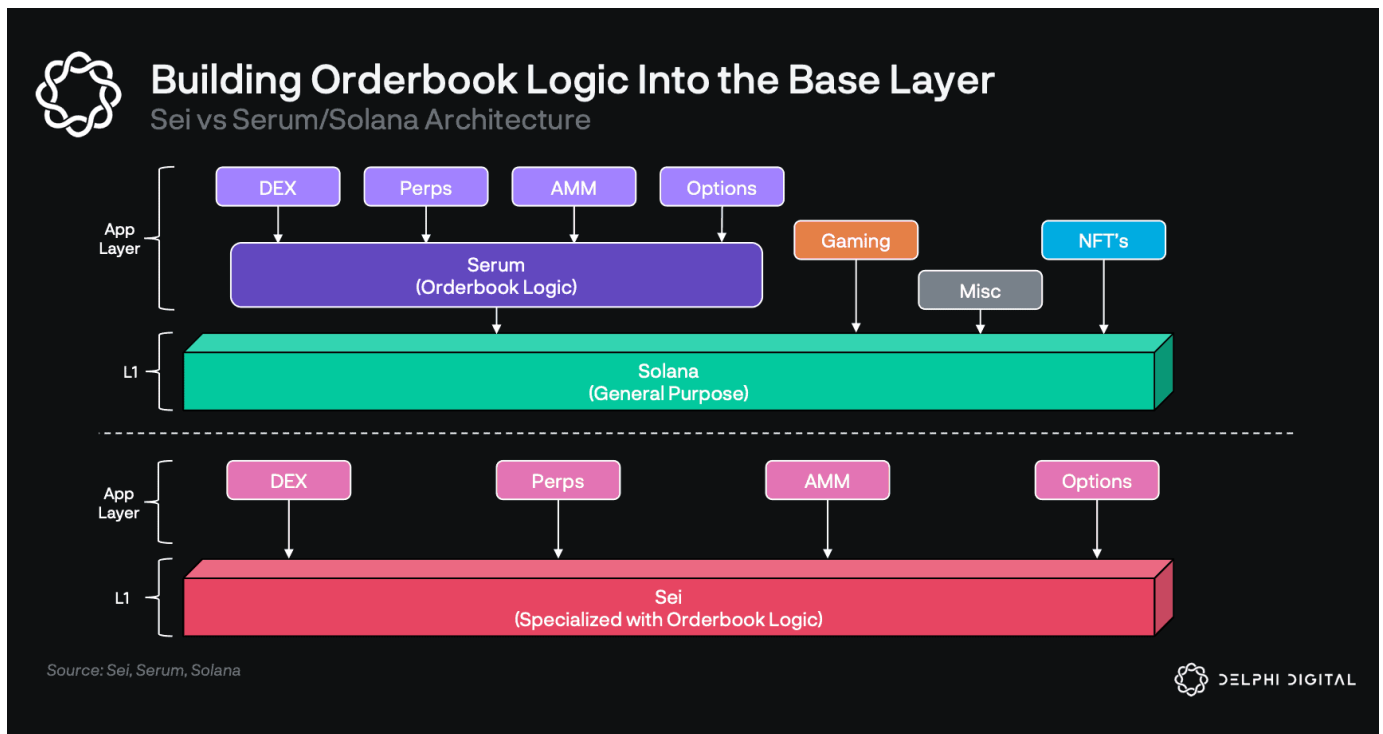 Building Orderbook Logic Into the Base Layer
Sei vs Serum/Solana Architecture
App
Layer
DEX
Perps
AMM
Options
Serum
(Orderbook Logic)
Gaming
Misc
NFT's
L1
Solana
(General Purpose)
App
Layer
DEX
Perps
AMM
Options
L1
Sei
(Specialized with Orderbook Logic)
Source: Sei, Serum, Solana
DELPHI DIGITAL